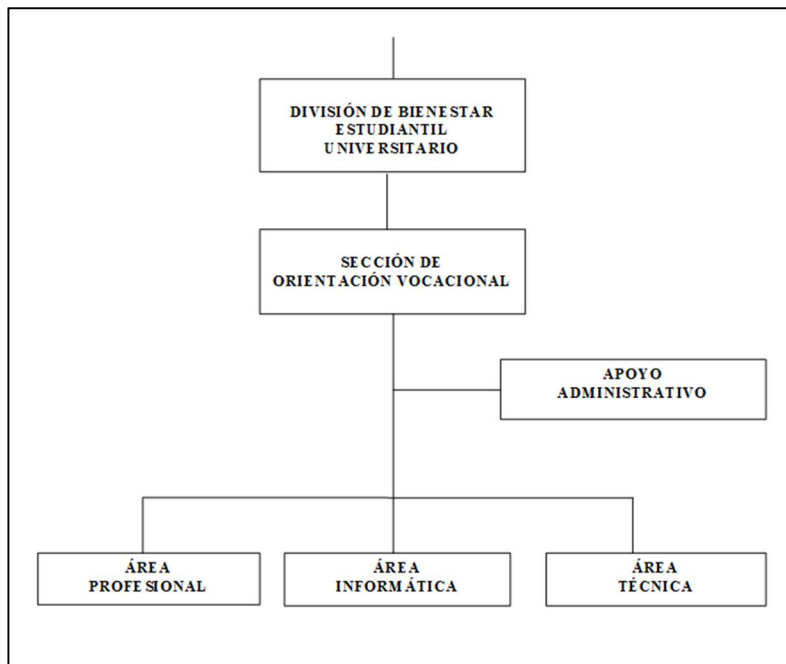 DIVISIÓN DE BIENESTAR
ESTUDIANTIL
UNIVERSITARIO
SECCIÓN DE
ORIENTACIÓN VOCACIONAL
APOYO
ADMINISTRATIVO
ÁREA
PROFESIONAL
ÁREA
INFORMÁTICA
ÁREA
TÉCNICA